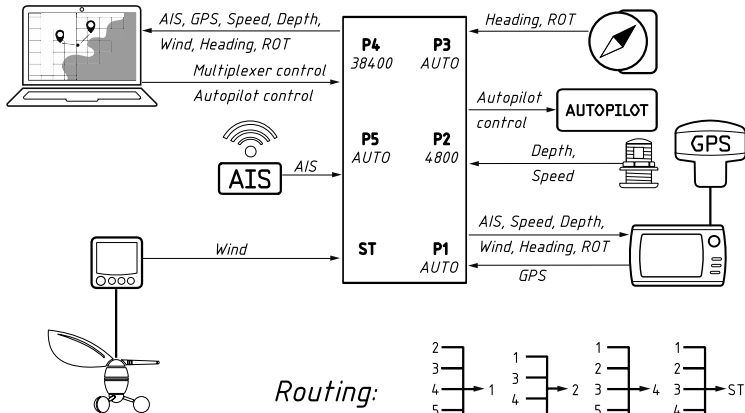 AIS, GPS, Speed, Depth,
Wind, Heading, ROT
Multiplexer control
Autopilot control
P4
38400
P3
AUTO
Heading, ROT
Autopilot
control
AUTOPILOT
P5
AUTO
P2
4800
AIS
AIS
Depth,
Speed
GPS
Wind
ST
P1
AUTO
AIS, Speed, Depth,
Wind, Heading, ROT
GPS
Routing:
2
3
4
5
1
1
3
4
2
1
2
3
5
4
1
2
3
4
ST